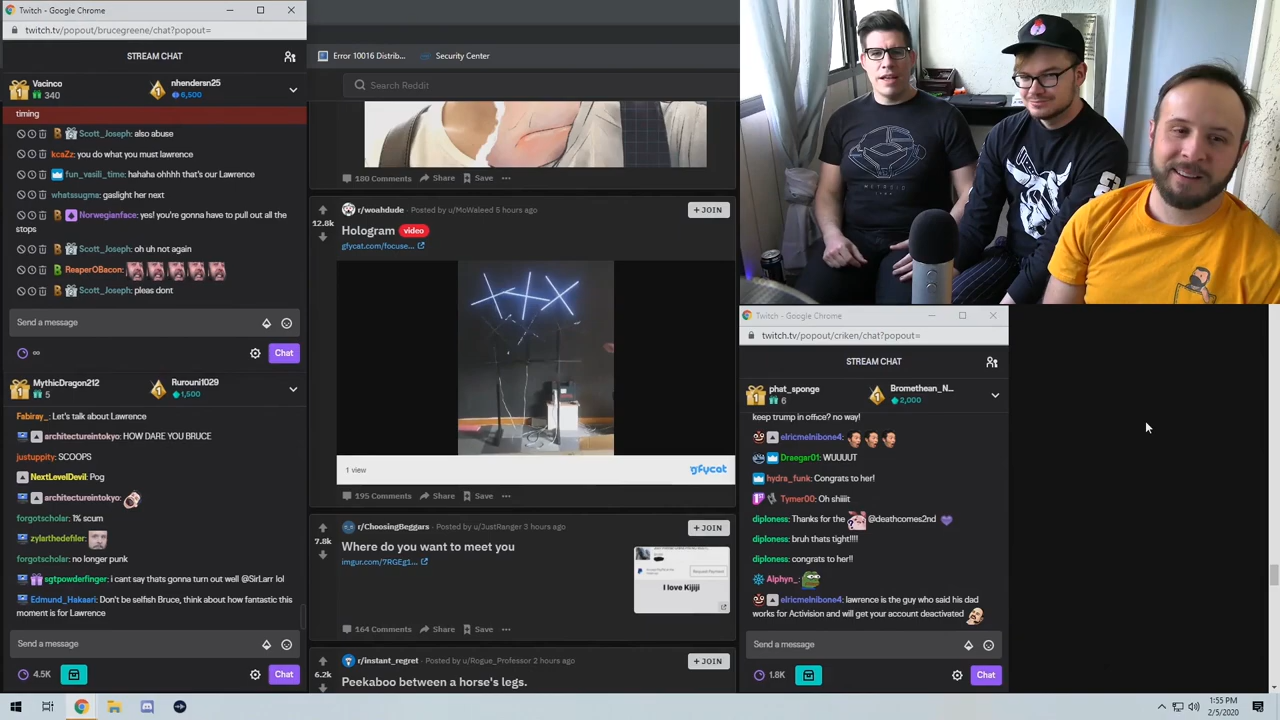 Twitch - Google Chrome
twitch.tv/popout/brucegreene/chat?popout=
STREAM CHAT
Vacinco
340
nhenderan25
6,500
timing
Scott_Joseph: also abuse
kcaZz: you do what you must lawrence
fun_vasili_time: hahaha ohhhh that's our Lawrence
whatssugma: gaslight her next
Norwegianface: yes! you're gonna have to pull out all the
stops
Scott_Joseph: oh uh not again
ReaperOBacon:
Scott_Joseph: pleas dont
Send a message
∞
Chat
MythicDragon212
5
Rurouni1029
1,500
Fabiray_: Let's talk about Lawrence
architectureintokyo: HOW DARE YOU BRUCE
justuppity: SCOOPS
NextLevelDevil: Pog
architectureintokyo:
forgotscholar: 1% scum
zylarthedefiler:
forgotscholar: no longer punk
sgtpowderfinger: i cant say thats gonna turn out well @SirLarr lol
Edmund_Hakaari: Don't be selfish Bruce, think about how fantastic this
moment is for Lawrence
Send a message
4.5K
Chat
Error 10016 Distrib...
Security Center
Search Reddit
180 Comments Share Save
r/woahdude Posted by u/MoWaleed 5 hours ago
+ JOIN
12.8k
Hologram video
gfycat.com/focuse...
1 view
gfycat
195 Comments Share Save
r/ChoosingBeggars Posted by u/JustRanger 3 hours ago
+ JOIN
7.8k
Where do you want to meet you
imgur.com/7RGEg1...
I love Kijiji
164 Comments Share Save
r/instant_regret Posted by u/Rogue_Professor 2 hours ago
+ JOIN
6.2k
Peekaboo between a horse's legs.
METROID
Twitch - Google Chrome
twitch.tv/popout/criken/chat?popout=
STREAM CHAT
phat_sponge
6
Bromethean_N...
2,000
keep trump in office? no way!
elricmelnibone4:
Draegar01: WUUUUT
hydra_funk: Congrats to her!
Tymer00: Oh shiiiit
diploness: Thanks for the @deathcomes2nd
diploness: bruh thats tight!!!!
diploness: congrats to her!!
Alphyn_:
elricmelnibone4: lawrence is the guy who said his dad
works for Activision and will get your account deactivated
Send a message
1.8K
Chat
1:55 PM
2/5/2020